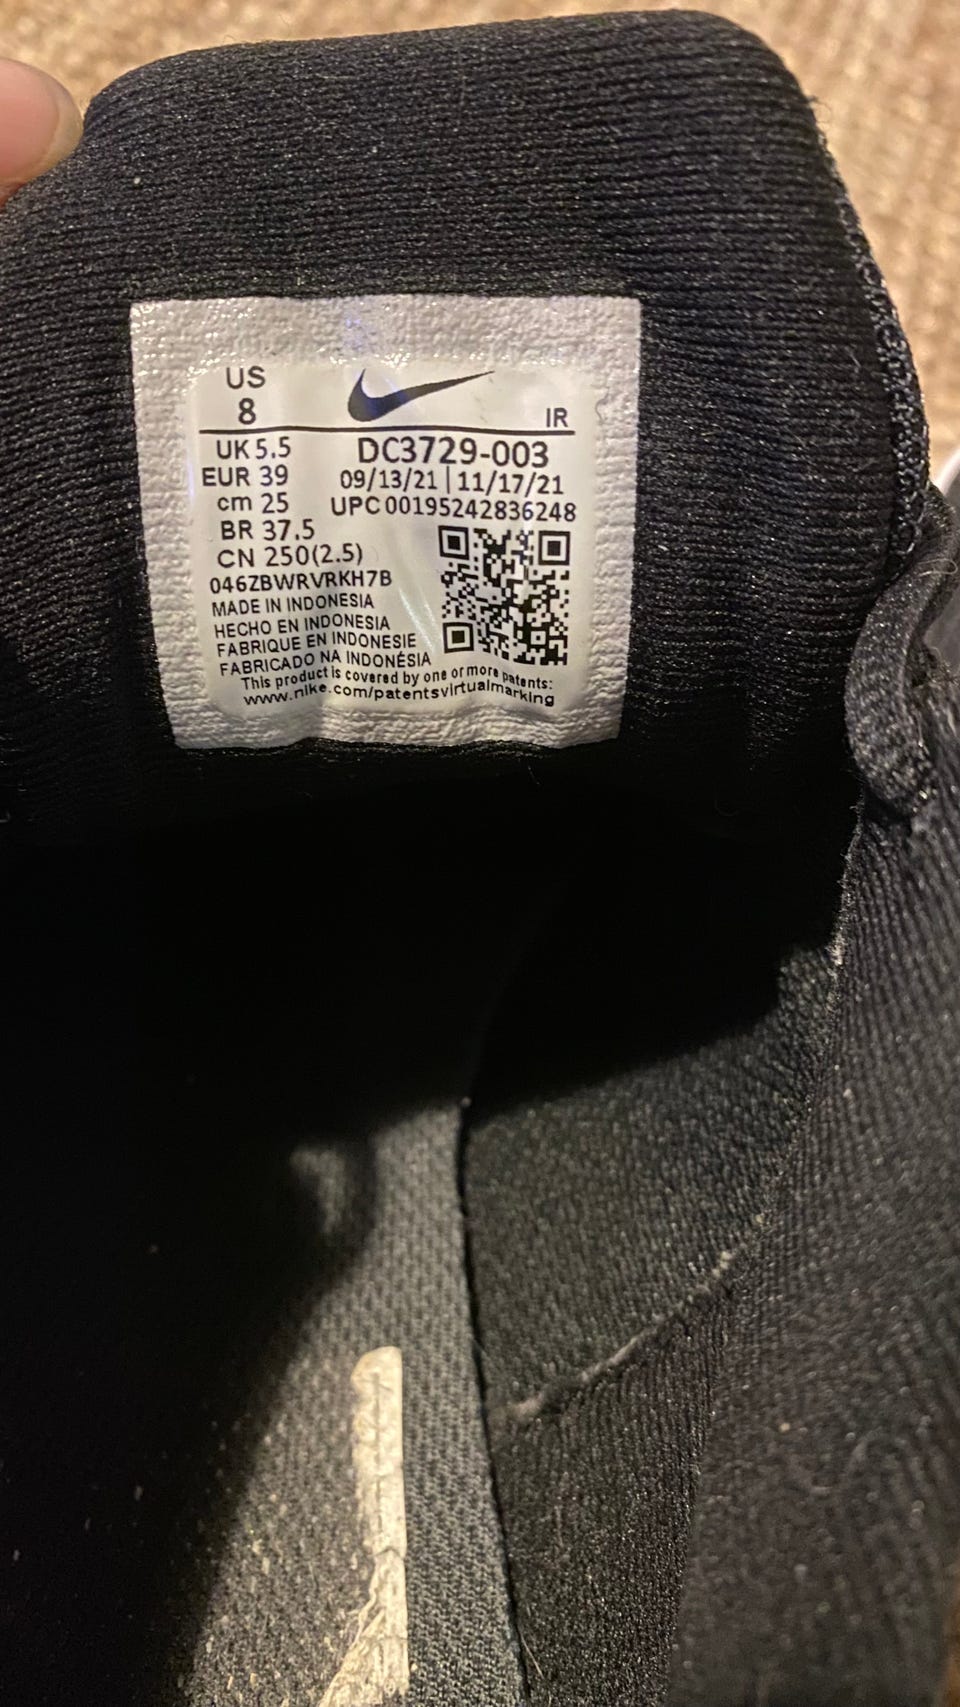 US
8
IR
UK 5.5
DC3729-003
EUR 39
09/13/21 | 11/17/21
cm 25
UPC 00195242836248
BR 37.5
CN 250(2.5)
046ZBWRVRKH7B
MADE IN INDONESIA
HECHO EN INDONESIA
FABRIQUE EN INDONESIE
FABRICADO NA INDONÉSIA
This product is covered by one or more patents:
www.nike.com/patentsvirtualmarking